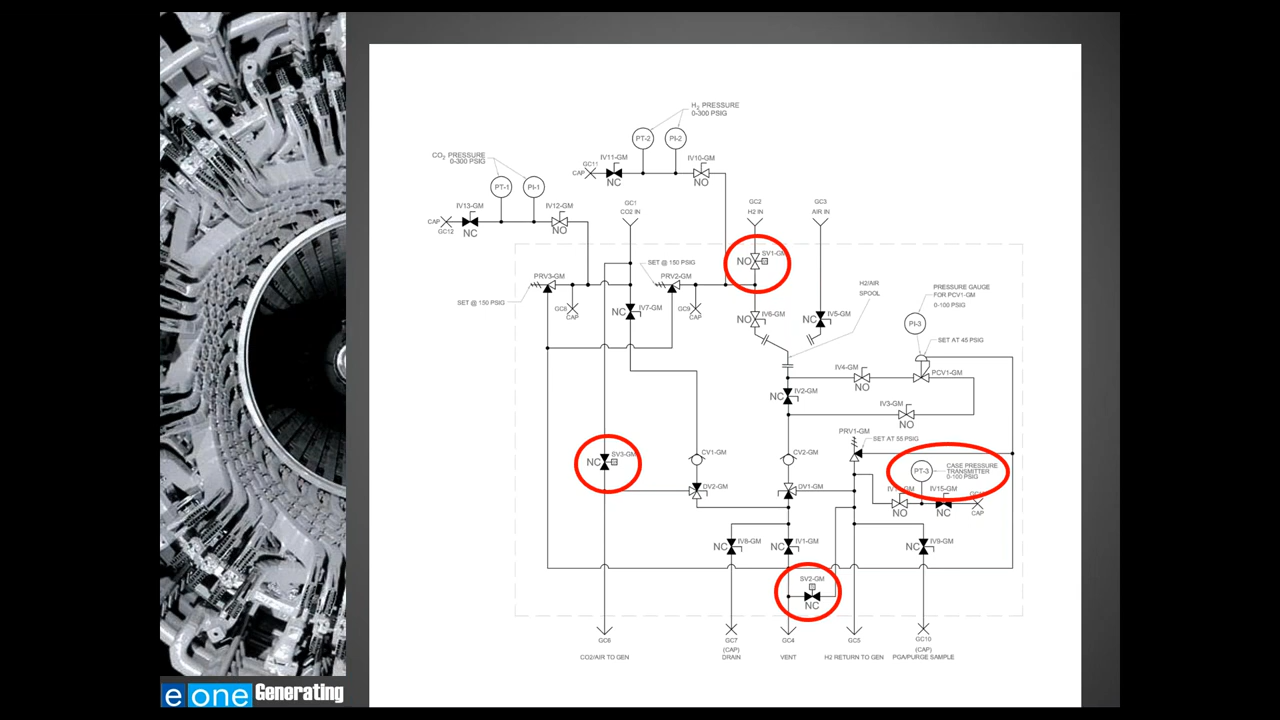 H2 PRESSURE
0-300 PSIG
PT-2
PI-2
CO2 PRESSURE
0-300 PSIG
GC11
CAP
IV11-GM
NC
IV10-GM
NO
PT-1
PI-1
IV13-GM
CAP
GC12
NC
IV12-GM
NO
GC1
CO2 IN
GC2
H2 IN
GC3
AIR IN
NO
SV1-GM
SET @ 150 PSIG
PRV3-GM
PRV2-GM
SET @ 150 PSIG
GC8
CAP
NC
IV7-GM
GC9
CAP
NO
IV6-GM
NC
IV5-GM
H2/AIR
SPOOL
PRESSURE GAUGE
FOR PCV1-GM
0-100 PSIG
PI-3
SET AT 45 PSIG
IV4-GM
NO
PCV1-GM
NC
IV2-GM
IV3-GM
NO
PRV1-GM
SET AT 55 PSIG
NC
SV3-GM
CV1-GM
CV2-GM
PT-3
CASE PRESSURE
TRANSMITTER
0-100 PSIG
DV2-GM
DV1-GM
NO
IV15-GM
NC
CAP
NC
IV8-GM
NC
IV1-GM
NC
IV9-GM
SV2-GM
NC
GC6
CO2/AIR TO GEN
GC7
(CAP)
DRAIN
GC4
VENT
GC5
H2 RETURN TO GEN
GC10
(CAP)
PGA/PURGE SAMPLE
e one Generating